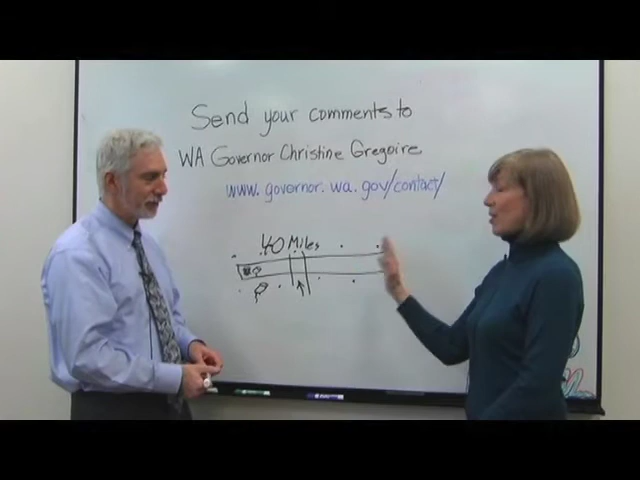 Send your comments to
WA Governor Christine Gregoire
www.governor.wa.gov/contact/
40 Miles